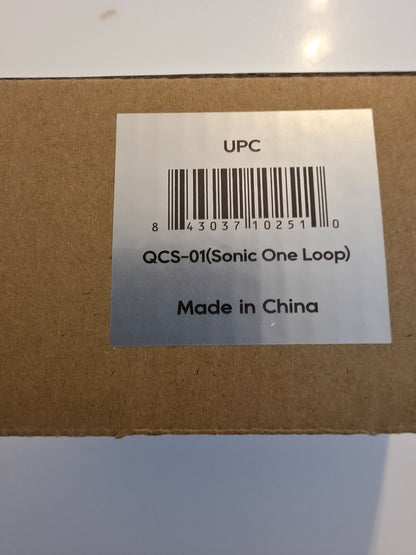 UPC
8 43037 10251 0
QCS-01(Sonic One Loop)
Made in China